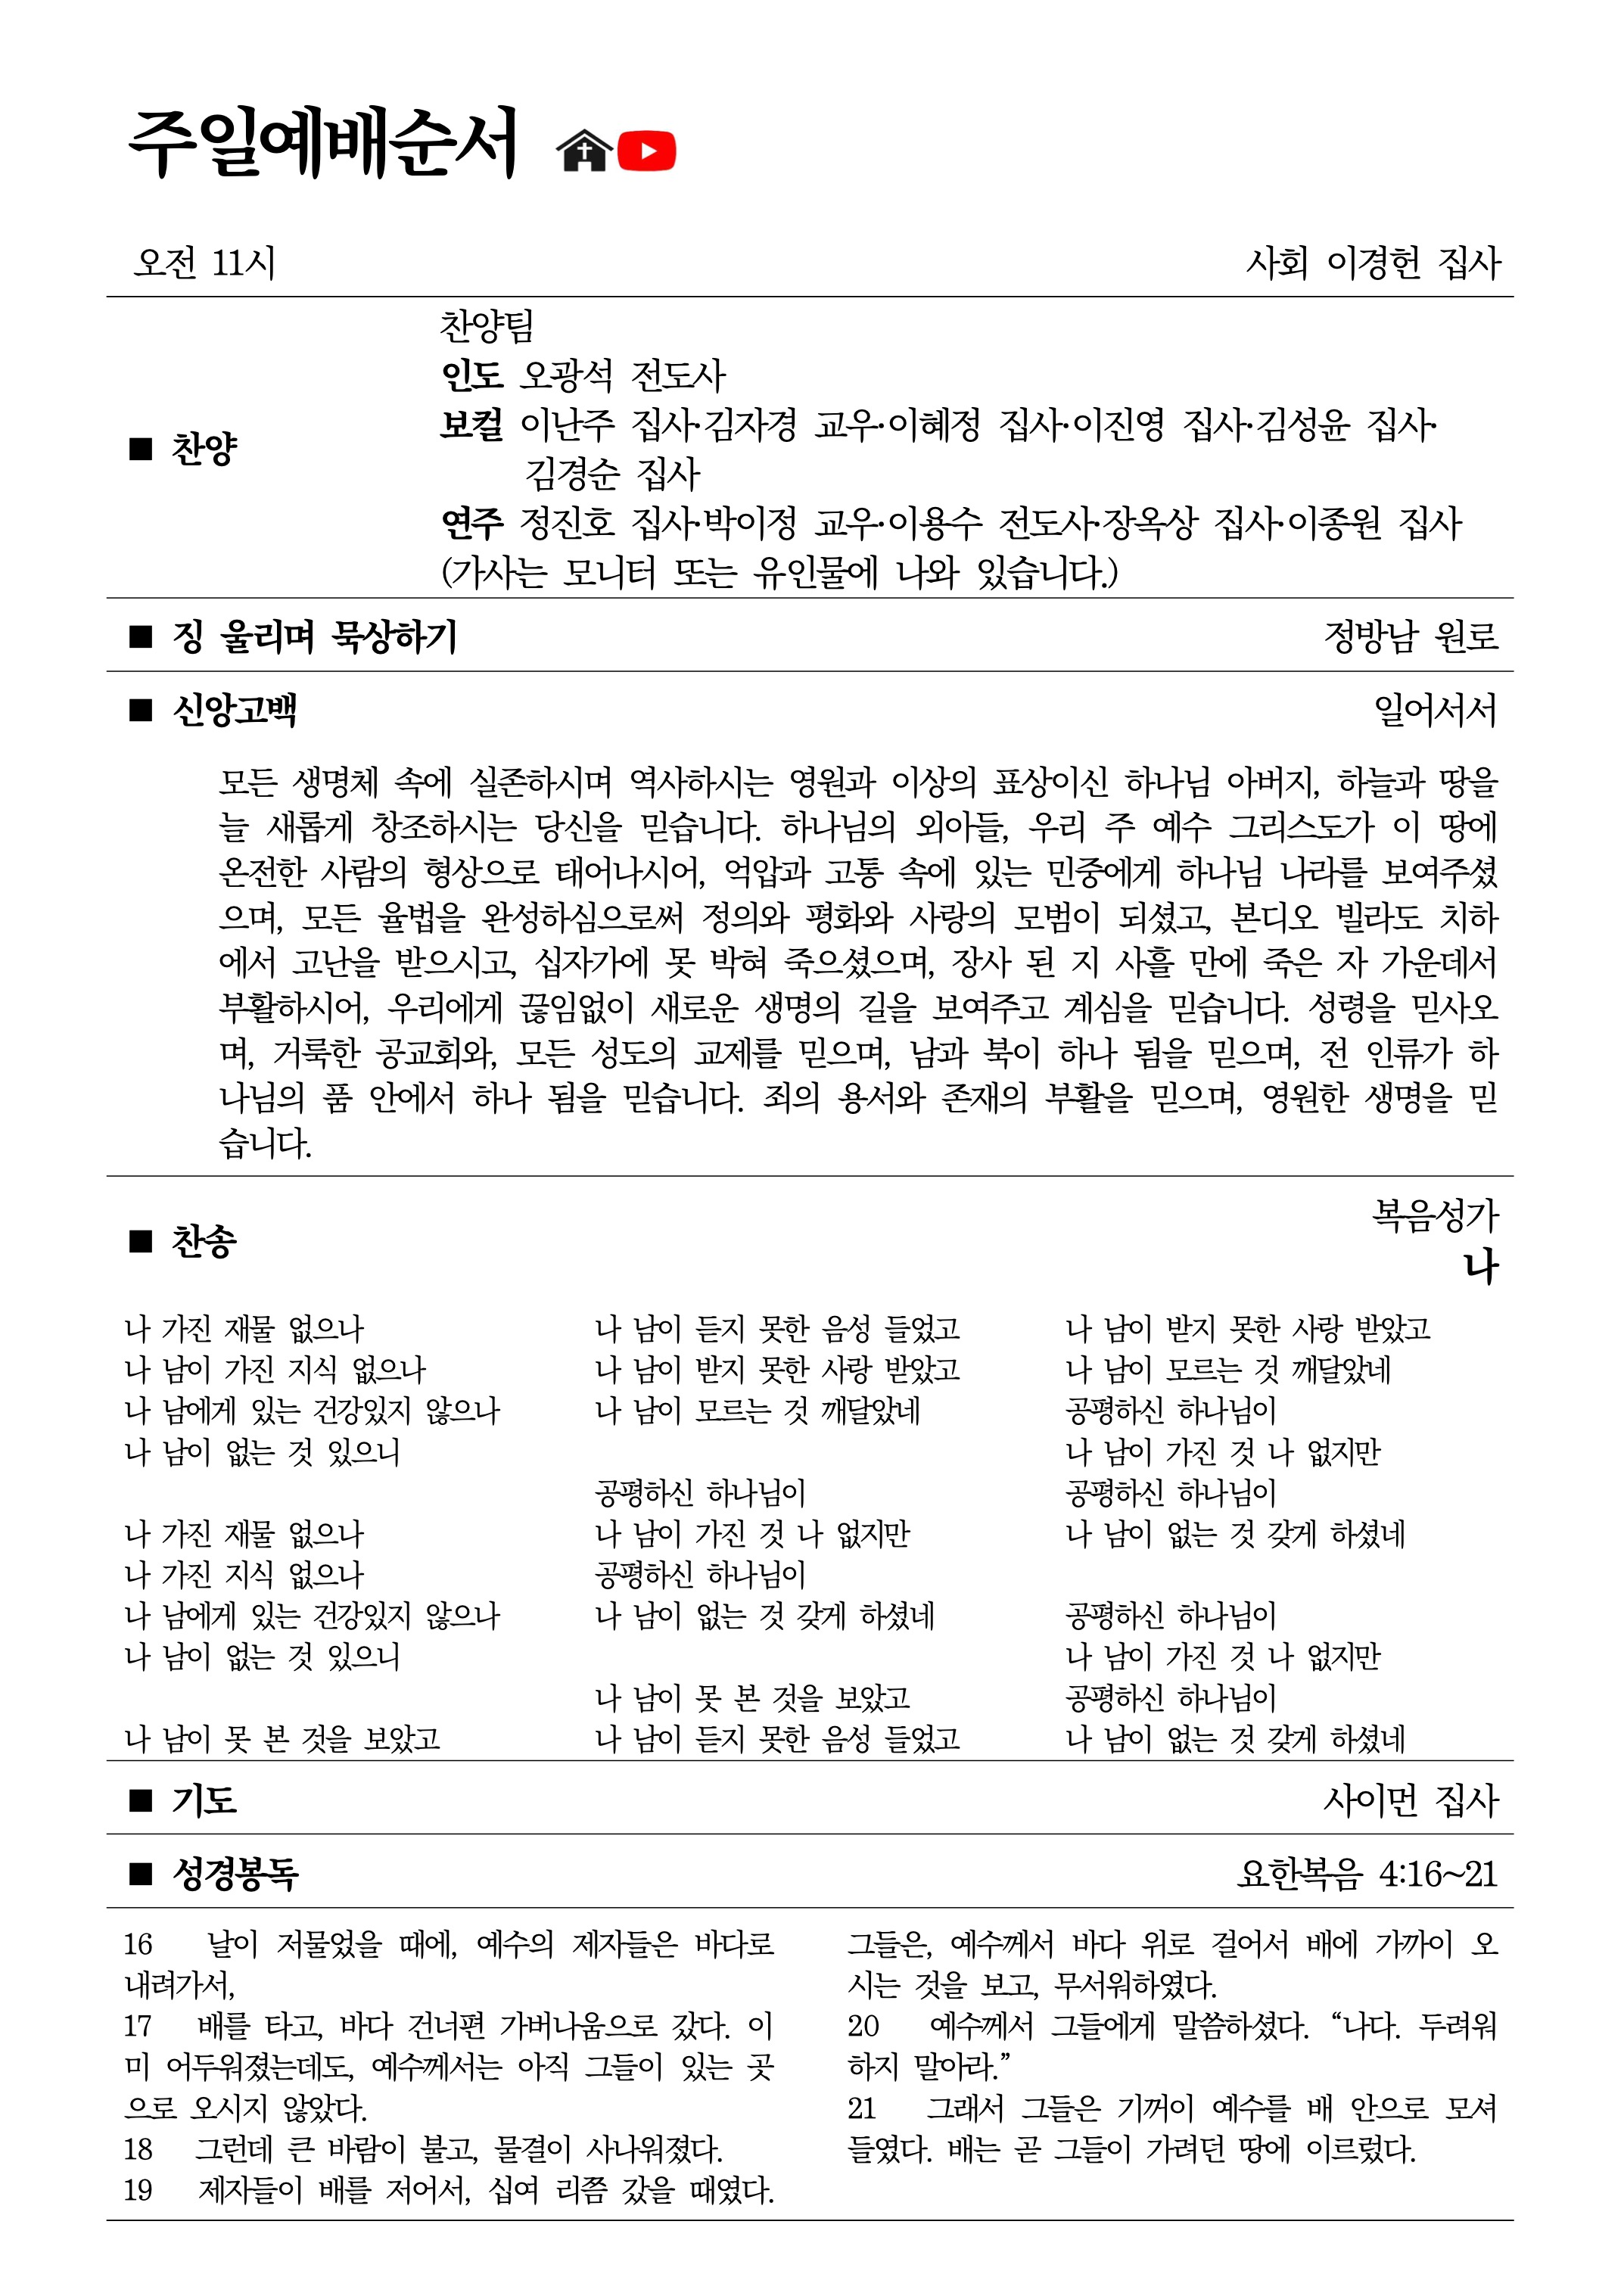 주일예배순서
오전 11시
사회 이경헌 집사
■ 찬양
찬양팀
인도 오광석 전도사
보컬 이난주 집사·김자경 교우·이혜정 집사·이진영 집사·김성윤 집사·
김경순 집사
연주 정진호 집사·박이정 교우·이용수 전도사·장옥상 집사·이종원 집사
(가사는 모니터 또는 유인물에 나와 있습니다.)
■ 징 울리며 묵상하기
정방남 원로
■ 신앙고백
일어서서
모든 생명체 속에 실존하시며 역사하시는 영원과 이상의 표상이신 하나님 아버지, 하늘과 땅을
늘 새롭게 창조하시는 당신을 믿습니다. 하나님의 외아들, 우리 주 예수 그리스도가 이 땅에
온전한 사람의 형상으로 태어나시어, 억압과 고통 속에 있는 민중에게 하나님 나라를 보여주셨
으며, 모든 율법을 완성하심으로써 정의와 평화와 사랑의 모범이 되셨고, 본디오 빌라도 치하
에서 고난을 받으시고, 십자가에 못 박혀 죽으셨으며, 장사 된 지 사흘 만에 죽은 자 가운데서
부활하시어, 우리에게 끊임없이 새로운 생명의 길을 보여주고 계심을 믿습니다. 성령을 믿사오
며, 거룩한 공교회와, 모든 성도의 교제를 믿으며, 남과 북이 하나 됨을 믿으며, 전 인류가 하
나님의 품 안에서 하나 됨을 믿습니다. 죄의 용서와 존재의 부활을 믿으며, 영원한 생명을 믿
습니다.
■ 찬송
복음성가
나
나 가진 재물 없으나
나 남이 가진 지식 없으나
나 남에게 있는 건강있지 않으나
나 남이 없는 것 있으니
나 가진 재물 없으나
나 가진 지식 없으나
나 남에게 있는 건강있지 않으나
나 남이 없는 것 있으니
나 남이 못 본 것을 보았고
나 남이 듣지 못한 음성 들었고
나 남이 받지 못한 사랑 받았고
나 남이 모르는 것 깨달았네
공평하신 하나님이
나 남이 가진 것 나 없지만
공평하신 하나님이
나 남이 없는 것 갖게 하셨네
나 남이 못 본 것을 보았고
나 남이 듣지 못한 음성 들었고
나 남이 받지 못한 사랑 받았고
나 남이 모르는 것 깨달았네
공평하신 하나님이
나 남이 가진 것 나 없지만
공평하신 하나님이
나 남이 없는 것 갖게 하셨네
공평하신 하나님이
나 남이 가진 것 나 없지만
공평하신 하나님이
나 남이 없는 것 갖게 하셨네
■ 기도
사이먼 집사
■ 성경봉독
요한복음 4:16~21
16 날이 저물었을 때에, 예수의 제자들은 바다로
내려가서,
17 배를 타고, 바다 건너편 가버나움으로 갔다. 이
미 어두워졌는데도, 예수께서는 아직 그들이 있는 곳
으로 오시지 않았다.
18 그런데 큰 바람이 불고, 물결이 사나워졌다.
19 제자들이 배를 저어서, 십여 리쯤 갔을 때였다.
그들은, 예수께서 바다 위로 걸어서 배에 가까이 오
시는 것을 보고, 무서워하였다.
20 예수께서 그들에게 말씀하셨다. “나다. 두려워
하지 말아라.”
21 그래서 그들은 기꺼이 예수를 배 안으로 모셔
들였다. 배는 곧 그들이 가려던 땅에 이르렀다.